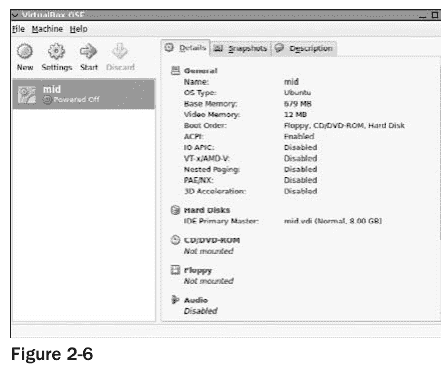 VirtualBox OSE
File Machine Help
New Settings Start Discard
mid
Powered Off
Details Snapshots Description
General
Name: mid
OS Type: Ubuntu
Base Memory: 679 MB
Video Memory: 12 MB
Boot Order: Floppy, CD/DVD-ROM, Hard Disk
ACPI: Enabled
IO APIC: Disabled
VT-x/AMD-V: Disabled
Nested Paging: Disabled
PAE/NX: Disabled
3D Acceleration: Disabled
Hard Disks
IDE Primary Master: mid.vdi (Normal, 8.00 GB)
CD/DVD-ROM
Not mounted
Floppy
Not mounted
Audio
Disabled
Figure 2-6